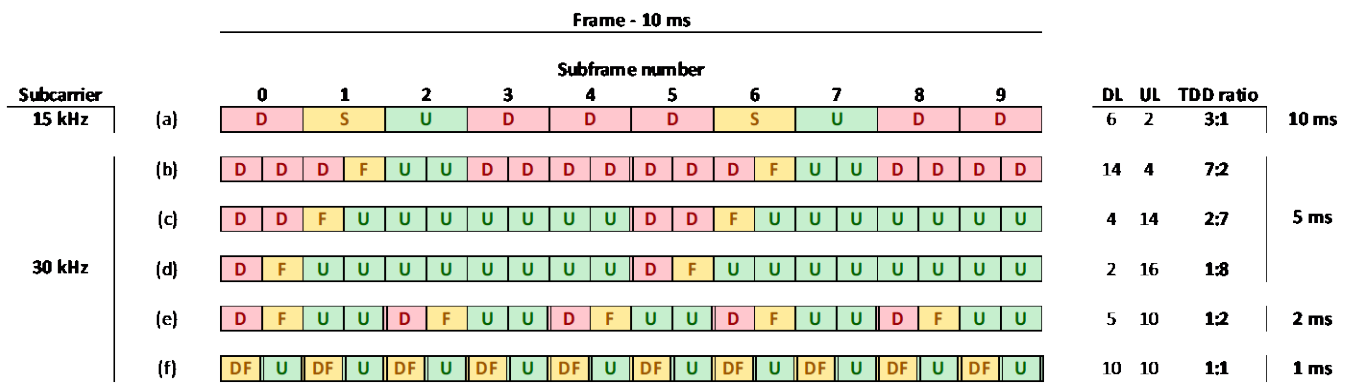 Frame - 10 ms
Subframe number
Subcarrier 0 1 2 3 4 5 6 7 8 9 DL UL TDD ratio
15 kHz (a) D S U D D D S U D D 6 2 3:1 10 ms
(b) D D D F U U D D D D D D D F U U D D D D 14 4 7:2
(c) D D F U U U U U U U D D F U U U U U U U 4 14 2:7 5 ms
30 kHz (d) D F U U U U U U U U D F U U U U U U U U 2 16 1:8
(e) D F U U D F U U D F U U D F U U D F U U 5 10 1:2 2 ms
(f) DF U DF U DF U DF U DF U DF U DF U DF U DF U DF U 10 10 1:1 1 ms